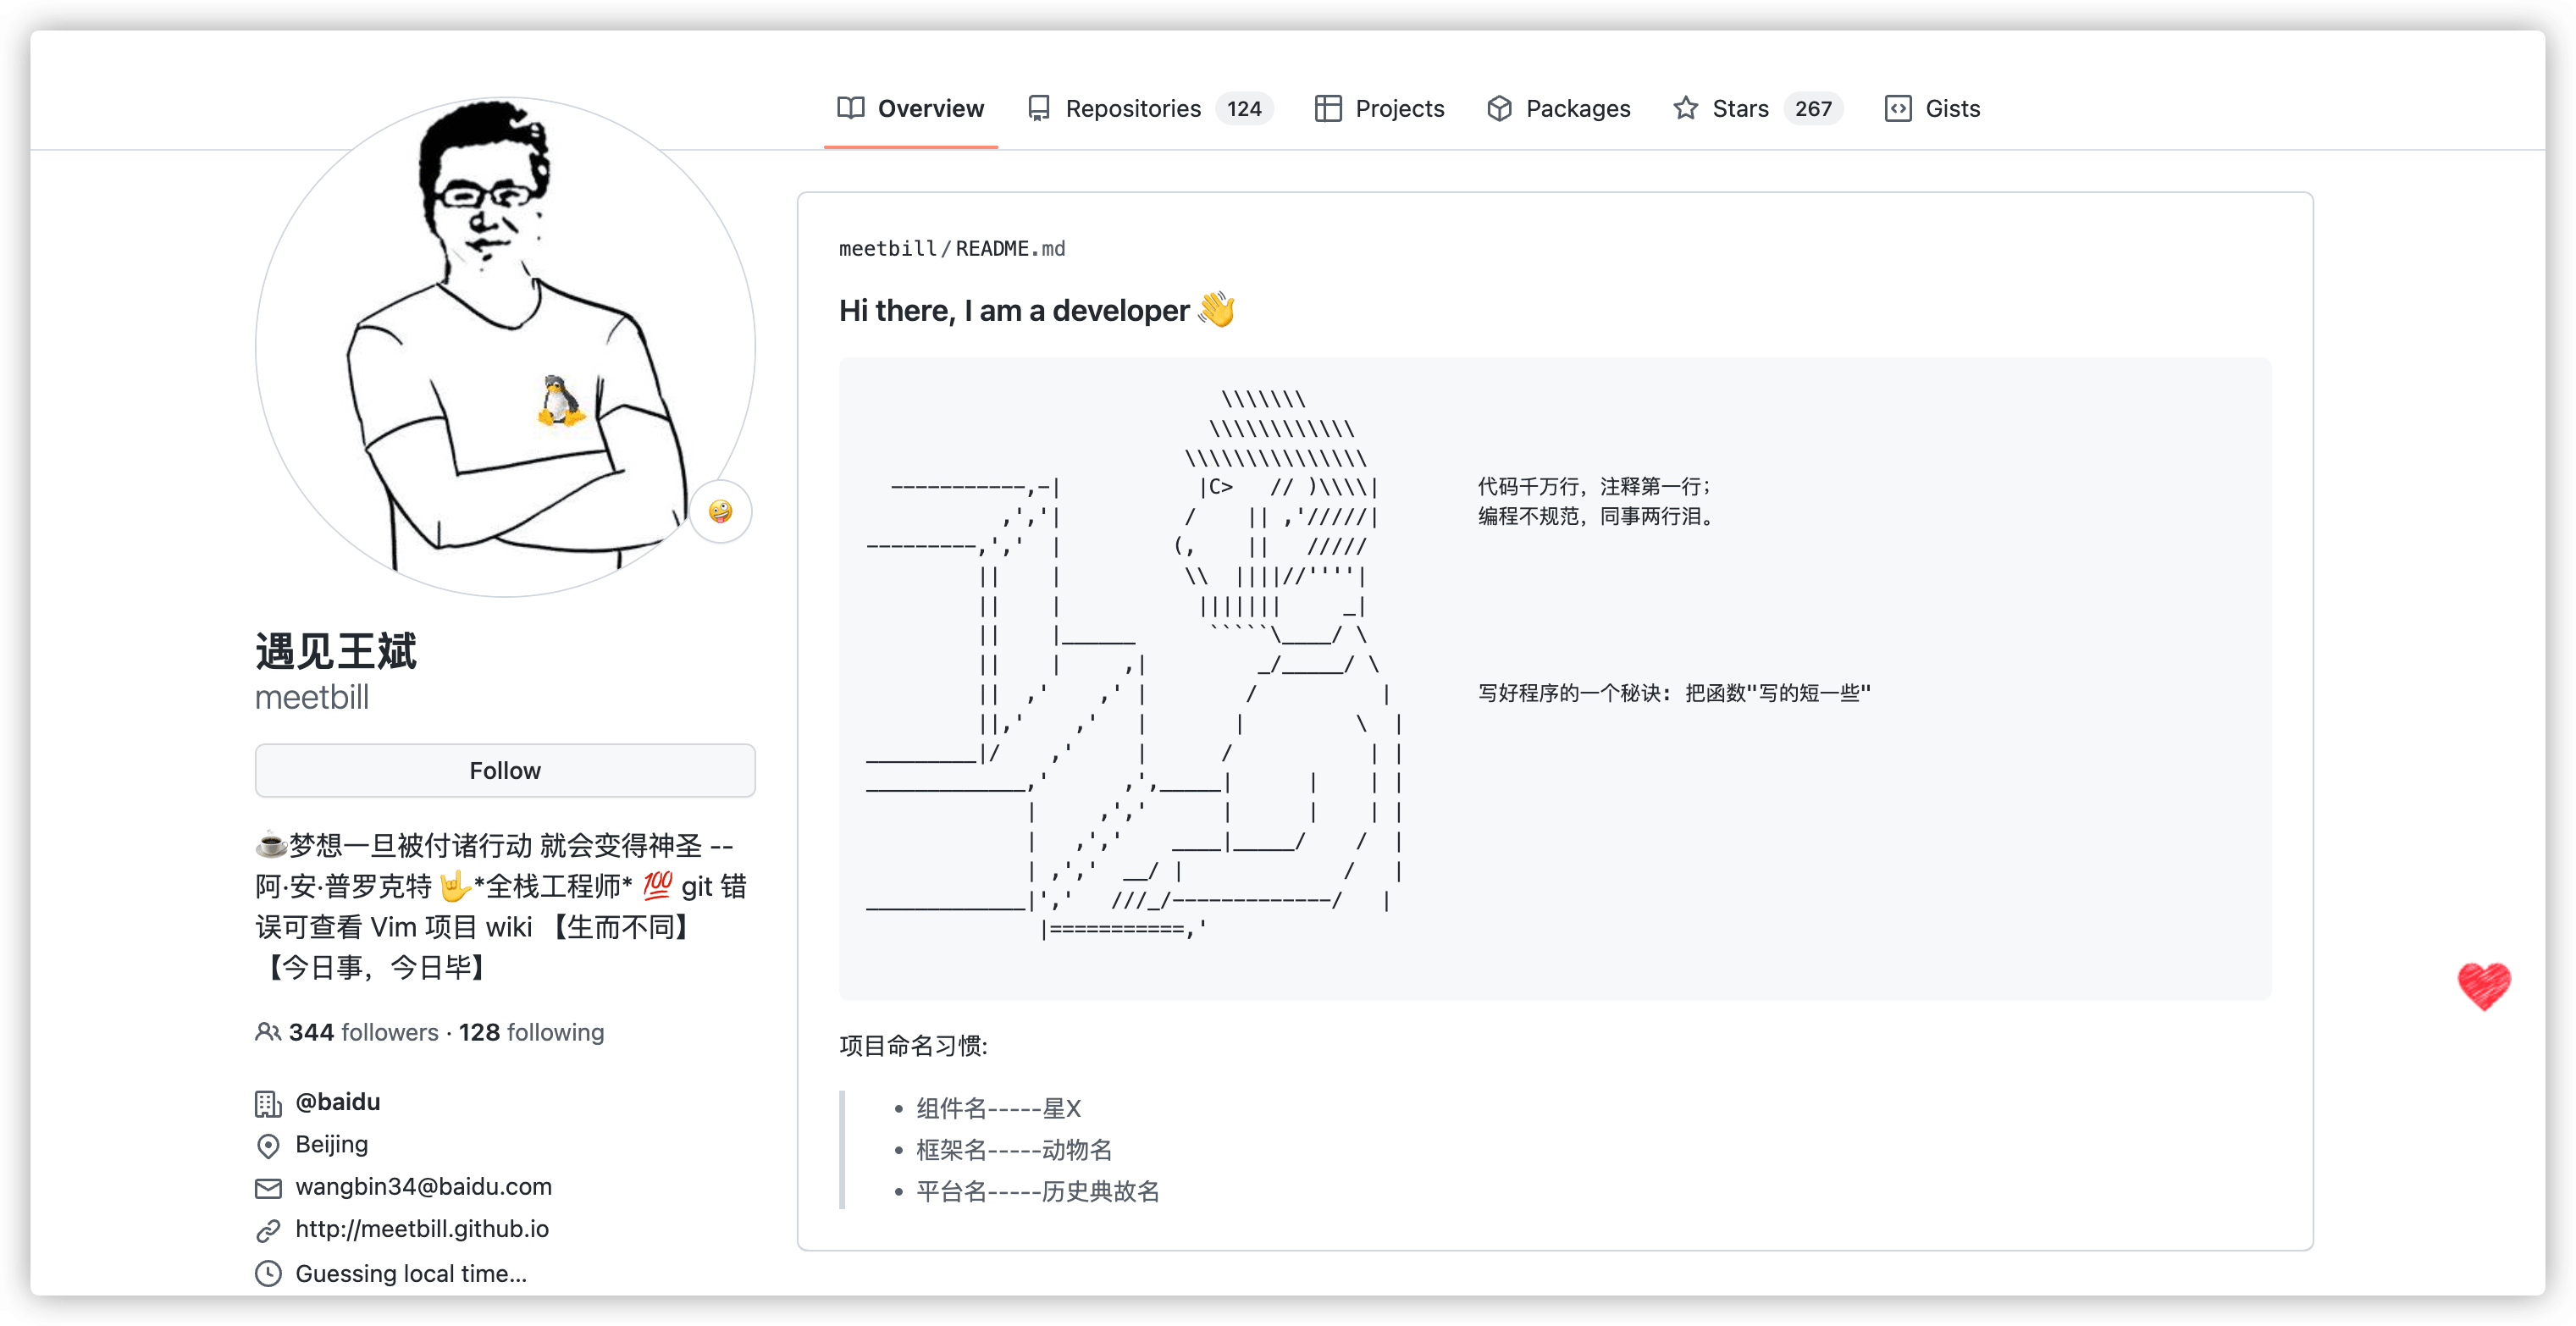 Overview
Repositories 124
Projects
Packages
Stars 267
Gists
遇见王斌
meetbill
Follow
☕梦想一旦被付诸行动 就会变得神圣 --
阿·安·普罗克特🤟*全栈工程师* 💯 git 错
误可查看 Vim 项目 wiki 【生而不同】
【今日事，今日毕】
344 followers · 128 following
@baidu
Beijing
wangbin34@baidu.com
http://meetbill.github.io
Guessing local time...
meetbill/README.md
Hi there, I am a developer 👋
代码千万行，注释第一行；
编程不规范，同事两行泪。
写好程序的一个秘诀: 把函数"写的短一些"
项目命名习惯:
• 组件名-----星X
• 框架名-----动物名
• 平台名-----历史典故名